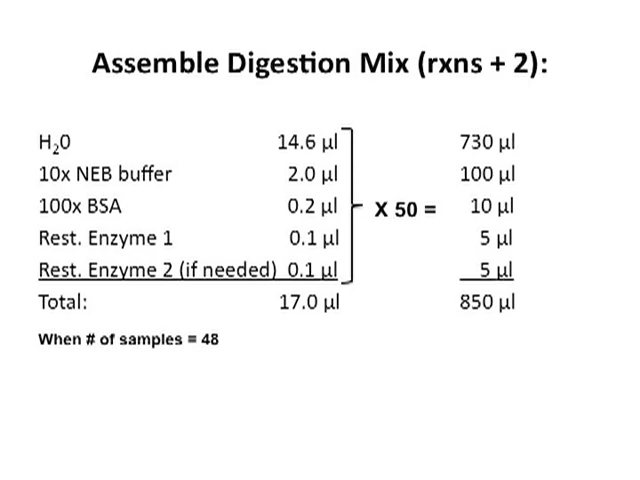 Assemble Digestion Mix (rxns + 2):
H₂0 14.6 µl 730 µl
10x NEB buffer 2.0 µl 100 µl
100x BSA 0.2 µl X 50 = 10 µl
Rest. Enzyme 1 0.1 µl 5 µl
Rest. Enzyme 2 (if needed) 0.1 µl 5 µl
Total: 17.0 µl 850 µl
When # of samples = 48